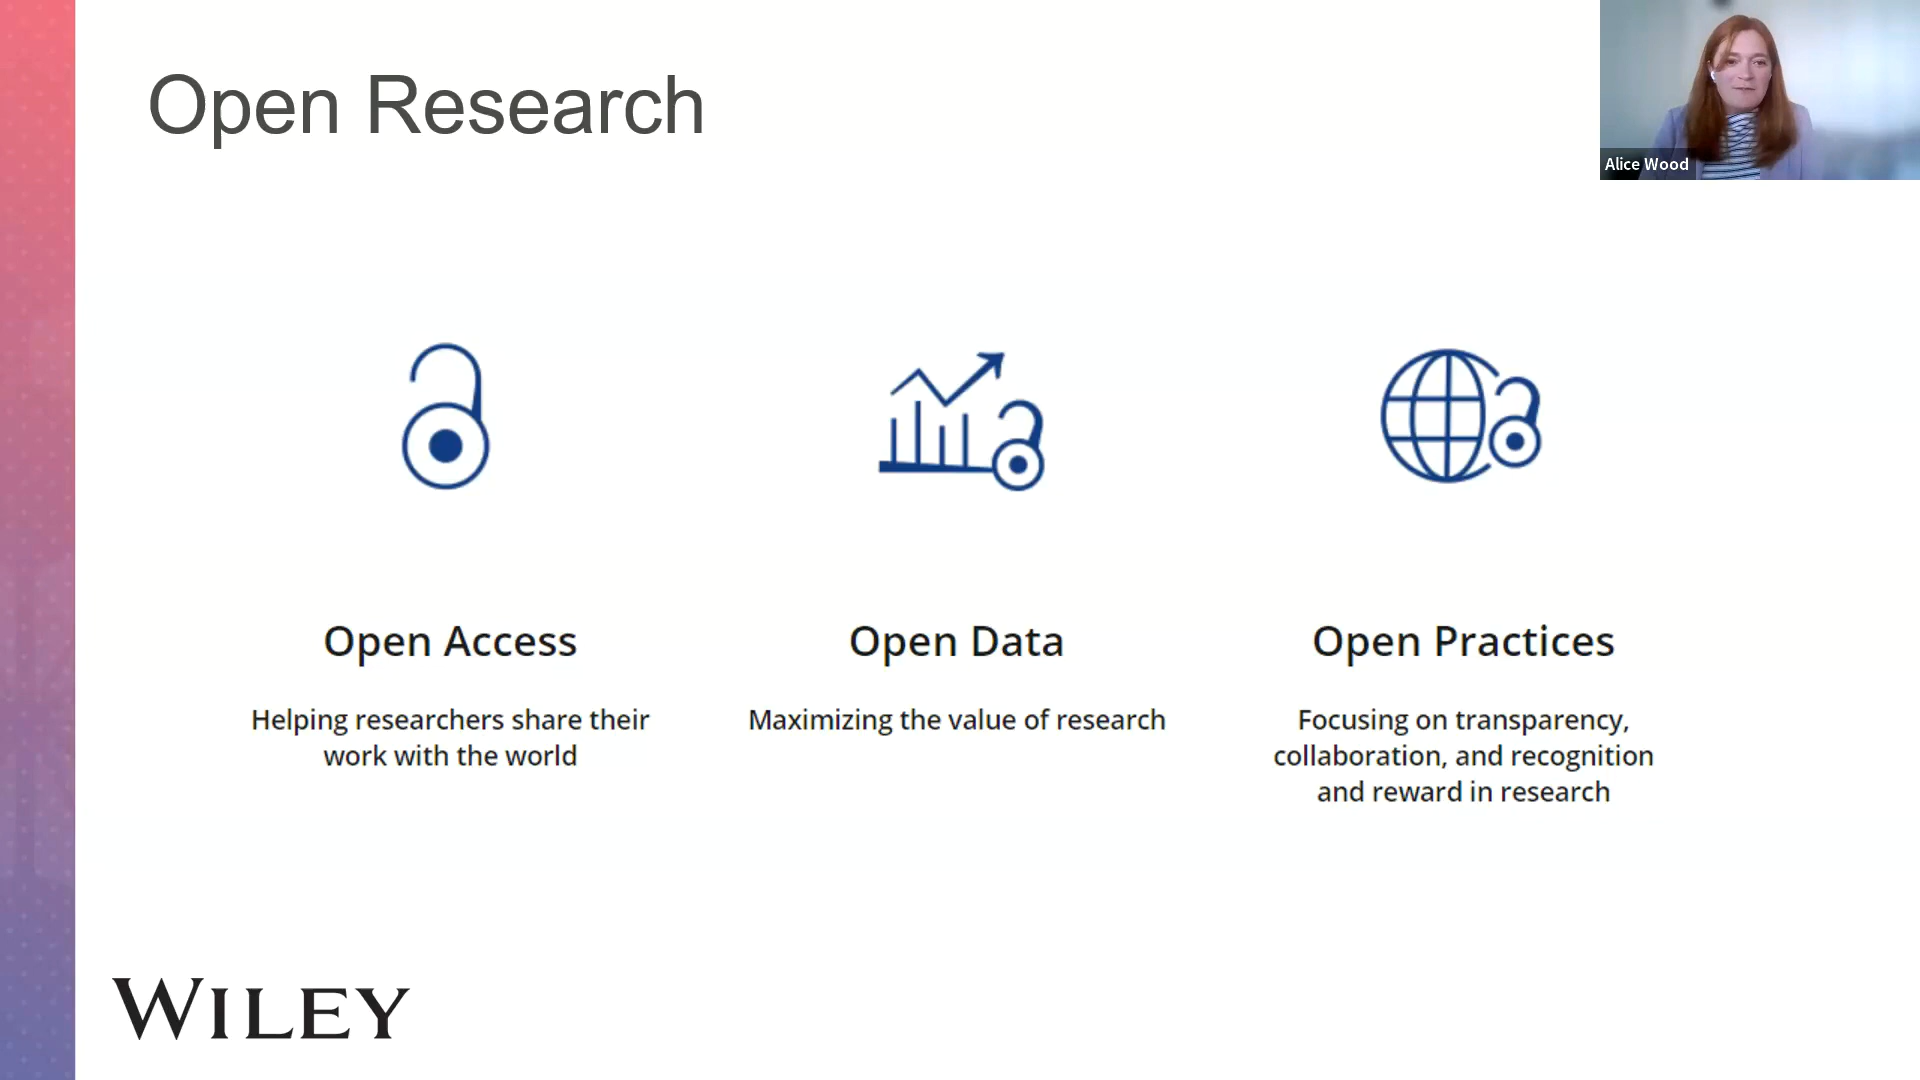 Open Research
Alice Wood
Open Access
Helping researchers share their
work with the world
Open Data
Maximizing the value of research
Open Practices
Focusing on transparency,
collaboration, and recognition
and reward in research
WILEY